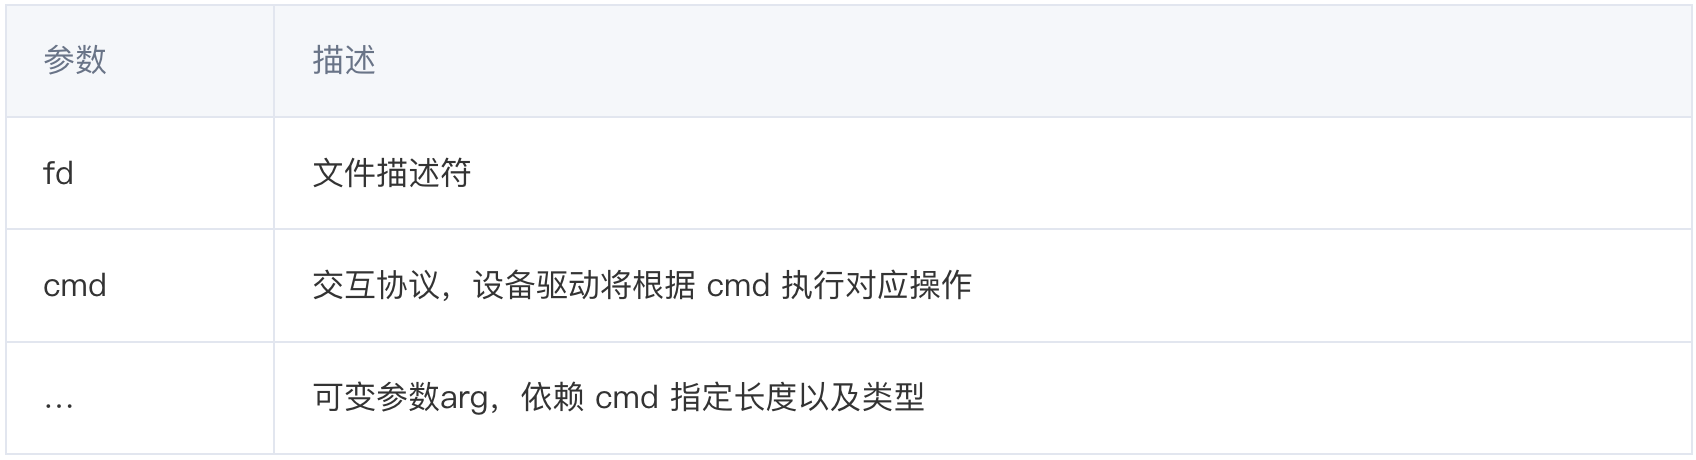 参数 描述
fd 文件描述符
cmd 交互协议，设备驱动将根据 cmd 执行对应操作
... 可变参数arg，依赖 cmd 指定长度以及类型